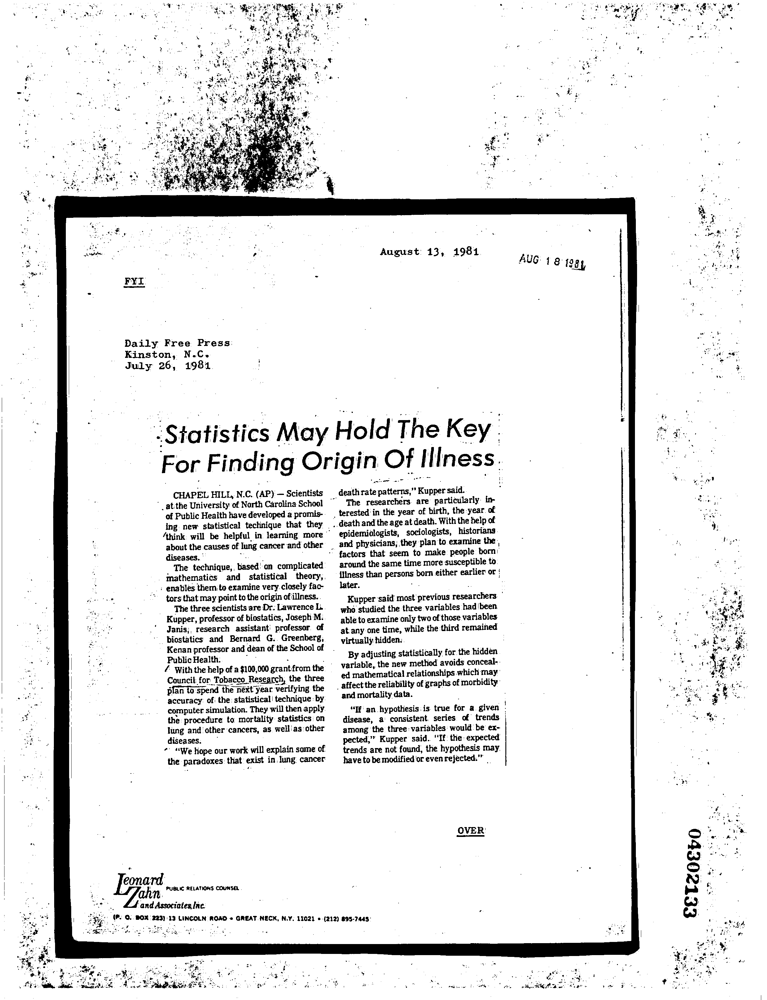 August 13, 1981
AUG 18 1981
FYI
Daily Free Press
Kinston, N.C.
July 26, 1981
Statistics May Hold The Key
For Finding Origin Of Illness
CHAPEL HILL, N.C. (AP) — Scientists
at the University of North Carolina School
of Public Health have developed a promis-
ing new statistical technique that they
think will be helpful in learning more
about the causes of lung cancer and other
diseases.
The technique, based on complicated
mathematics and statistical theory,
enables them to examine very closely fac-
tors that may point to the origin of illness.
The three scientists are Dr. Lawrence L.
Kupper, professor of biostatics, Joseph M.
Janis, research assistant professor of
biostatics and Bernard G. Greenberg,
Kenan professor and dean of the School of
Public Health.
With the help of a $100,000 grant from the
Council for Tobacco Research, the three
plan to spend the next year verifying the
accuracy of the statistical technique by
computer simulation. They will then apply
the procedure to mortality statistics on
lung and other cancers, as well as other
diseases.
"We hope our work will explain some of
the paradoxes that exist in lung cancer
death rate patterns," Kupper said.
The researchers are particularly in-
terested in the year of birth, the year of
death and the age at death. With the help of
epidemiologists, sociologists, historians
and physicians, they plan to examine the
factors that seem to make people born
around the same time more susceptible to
illness than persons born either earlier or
later.
Kupper said most previous researchers
who studied the three variables had been
able to examine only two of those variables
at any one time, while the third remained
virtually hidden.
By adjusting statistically for the hidden
variable, the new method avoids conceal-
ed mathematical relationships which may
affect the reliability of graphs of morbidity
and mortality data.
"If an hypothesis is true for a given
disease, a consistent series of trends
among the three variables would be ex-
pected," Kupper said. "If the expected
trends are not found, the hypothesis may
have to be modified or even rejected."
OVER
Leonard
Zahn
and Associates, Inc.
PUBLIC RELATIONS COUNSEL
(P. O. BOX 223) 13 LINCOLN ROAD • GREAT NECK, N.Y. 11021 • (212) 895-7445
04302133